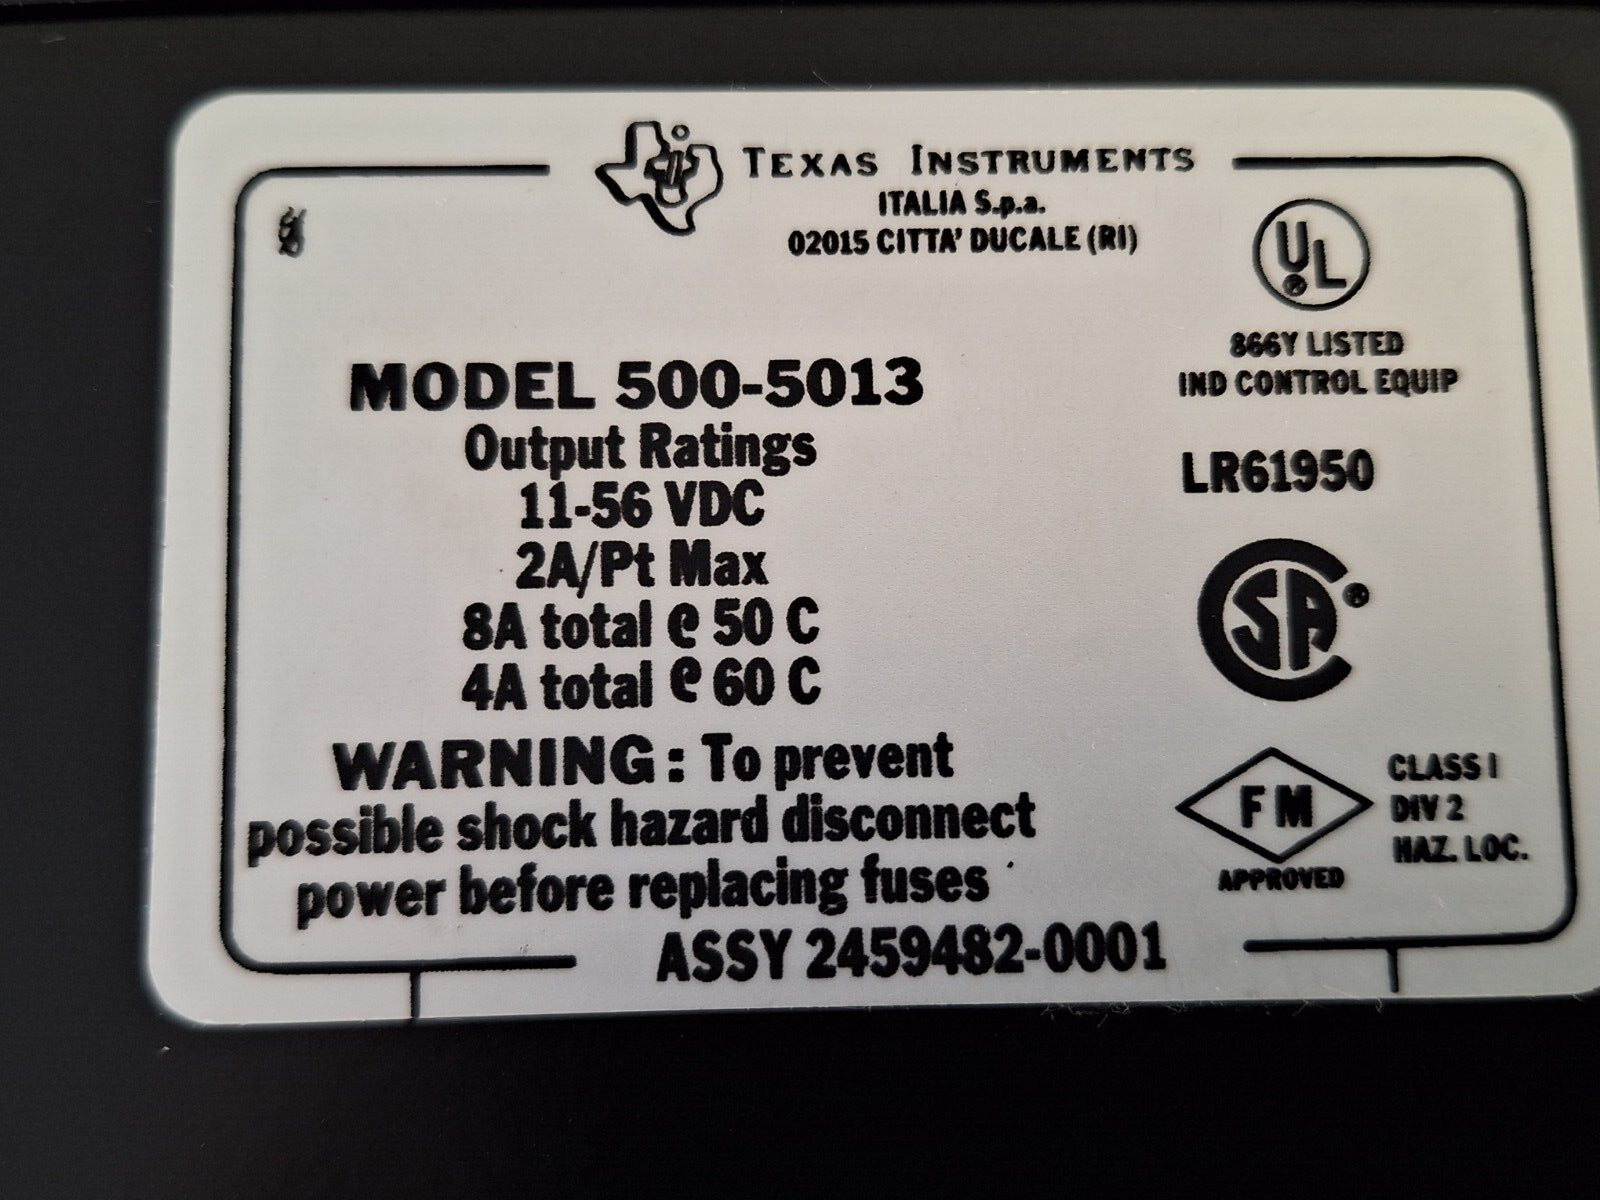 TEXAS INSTRUMENTS
ITALIA S.p.a.
02015 CITTA' DUCALE (RI)
UL
®
866Y LISTED
IND CONTROL EQUIP
MODEL 500-5013
Output Ratings
11-56 VDC
2A/Pt Max
8A total @ 50 C
4A total @ 60 C
LR61950
CSA®
WARNING: To prevent
possible shock hazard disconnect
power before replacing fuses
FM
APPROVED
CLASS I
DIV 2
HAZ. LOC.
ASSY 2459482-0001